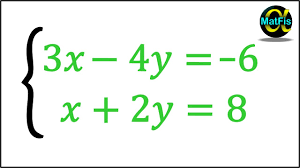 MatFis
3x – 4y = –6
x + 2y = 8